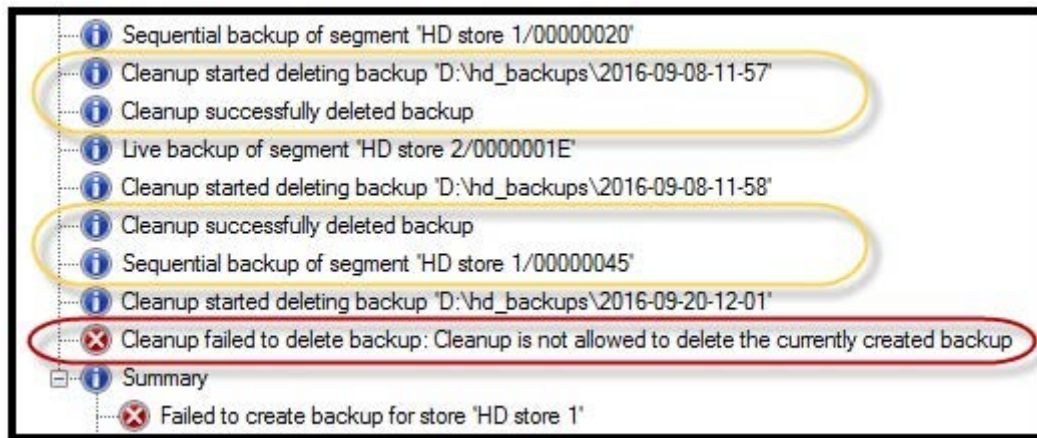 Sequential backup of segment 'HD store 1/00000020'
Cleanup started deleting backup 'D:\hd_backups\2016-09-08-11-57'
Cleanup successfully deleted backup
Live backup of segment 'HD store 2/0000001E'
Cleanup started deleting backup 'D:\hd_backups\2016-09-08-11-58'
Cleanup successfully deleted backup
Sequential backup of segment 'HD store 1/00000045'
Cleanup started deleting backup 'D:\hd_backups\2016-09-20-12-01'
Cleanup failed to delete backup: Cleanup is not allowed to delete the currently created backup
Summary
Failed to create backup for store 'HD store 1'